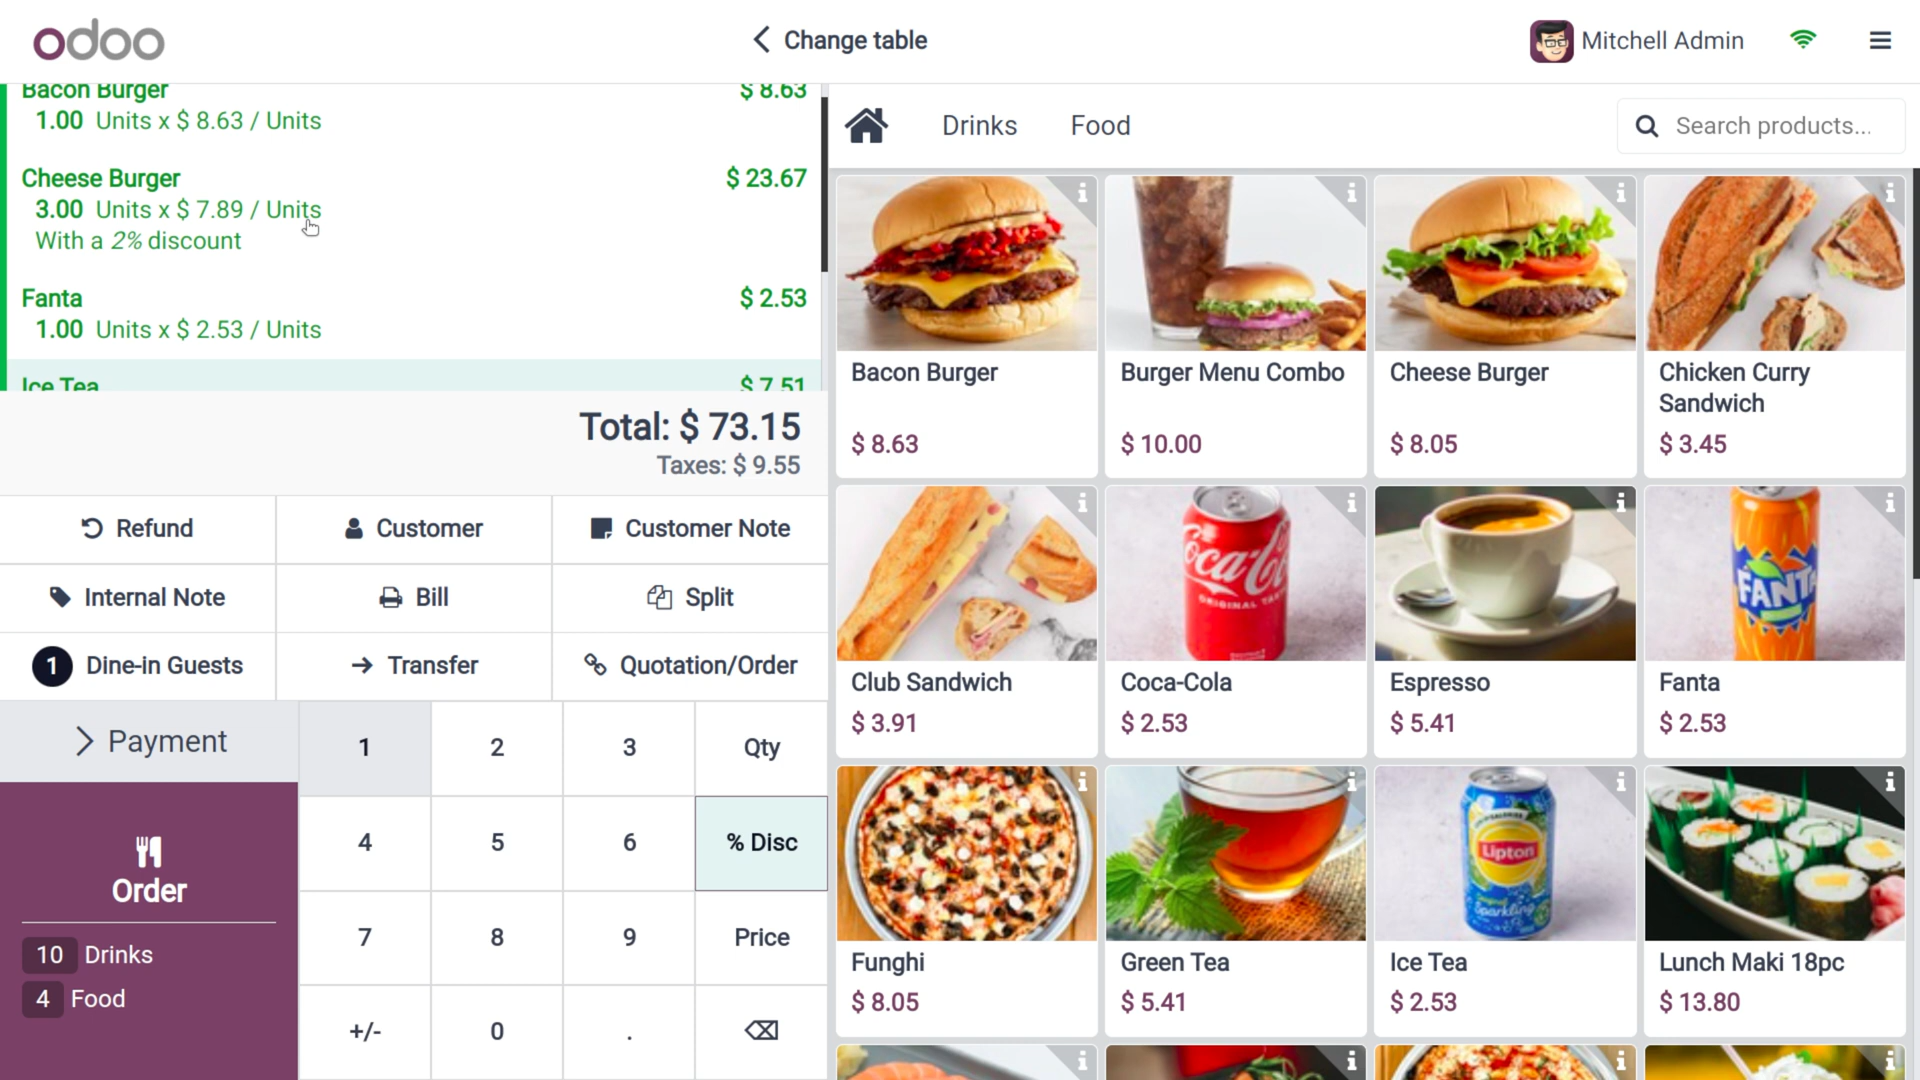 odoo
Change table
Mitchell Admin
Bacon Burger
$ 8.63
1.00 Units x $ 8.63 / Units
Cheese Burger
$ 23.67
3.00 Units x $ 7.89 / Units
With a 2% discount
Fanta
$ 2.53
1.00 Units x $ 2.53 / Units
Ice Tea
$ 7.51
Total: $ 73.15
Taxes: $ 9.55
Refund
Customer
Customer Note
Internal Note
Bill
Split
1 Dine-in Guests
Transfer
Quotation/Order
Payment
1
2
3
Qty
4
5
6
% Disc
7
8
9
Price
+/-
0
.
Order
10 Drinks
4 Food
Drinks
Food
Search products...
Bacon Burger
$ 8.63
Burger Menu Combo
$ 10.00
Cheese Burger
$ 8.05
Chicken Curry
Sandwich
$ 3.45
Club Sandwich
$ 3.91
Coca-Cola
ORIGINAL TAS
Coca-Cola
$ 2.53
Espresso
$ 5.41
FANTA
Fanta
$ 2.53
Funghi
$ 8.05
Green Tea
$ 5.41
Lipton
Sparkling
Ice Tea
$ 2.53
Lunch Maki 18pc
$ 13.80